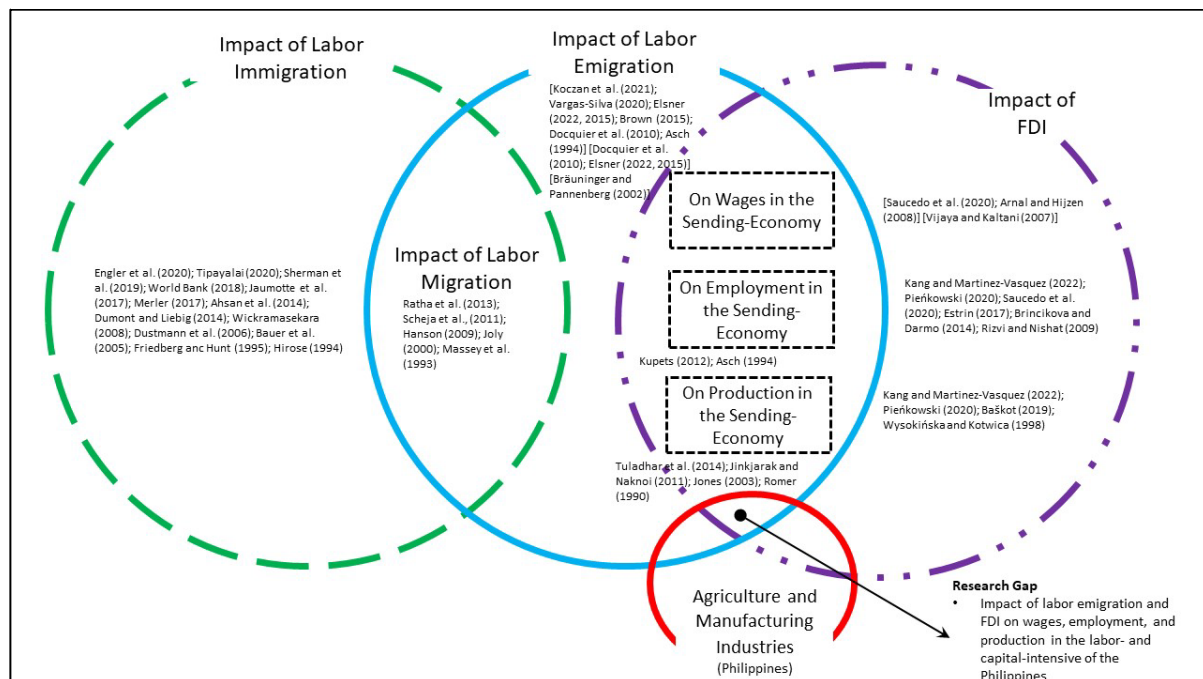 Impact of Labor
Immigration
Impact of Labor
Emigration
[Koczan et al. (2021);
Vargas-Silva (2020); Elsner
(2022, 2015); Brown (2015);
Docquier et al. (2010); Asch
(1994)] [Docquier et al.
(2010); Elsner (2022, 2015)]
[Bräuninger and
Pannenberg (2002)]
Impact of
FDI
On Wages in the
Sending-Economy
[Saucedo et al. (2020); Arnal and Hijzen
(2008)] [Vijaya and Kaltani (2007)]
Engler et al. (2020); Tipayalai (2020); Sherman et
al. (2019); World Bank (2018); Jaumotte et al.
(2017); Merler (2017); Ahsan et al. (2014);
Dumont and Liebig (2014); Wickramasekara
(2008); Dustmann et al. (2006); Bauer et al.
(2005); Friedberg anc Hunt (1995); Hirose (1994)
Impact of Labor
Migration
Ratha et al. (2013);
Scheja et al., (2011);
Hanson (2009); Joly
(2000); Massey et al.
(1993)
On Employment in
the Sending-
Economy
Kupets (2012); Asch (1994)
Kang and Martinez-Vasquez (2022);
Pieńkowski (2020); Saucedo et al.
(2020); Estrin (2017); Brincikova and
Darmo (2014); Rizvi and Nishat (2009)
On Production in
the Sending-
Economy
Tuladhar et al. (2014); Jinkjarak and
Naknoi (2011); Jones (2003); Romer
(1990)
Kang and Martinez-Vasquez (2022);
Pieńkowski (2020); Baškot (2019);
Wysokińska and Kotwica (1998)
Agriculture and
Manufacturing
Industries
(Philippines)
Research Gap
• Impact of labor emigration and
FDI on wages, employment, and
production in the labor- and
capital-intensive of the
Philippines